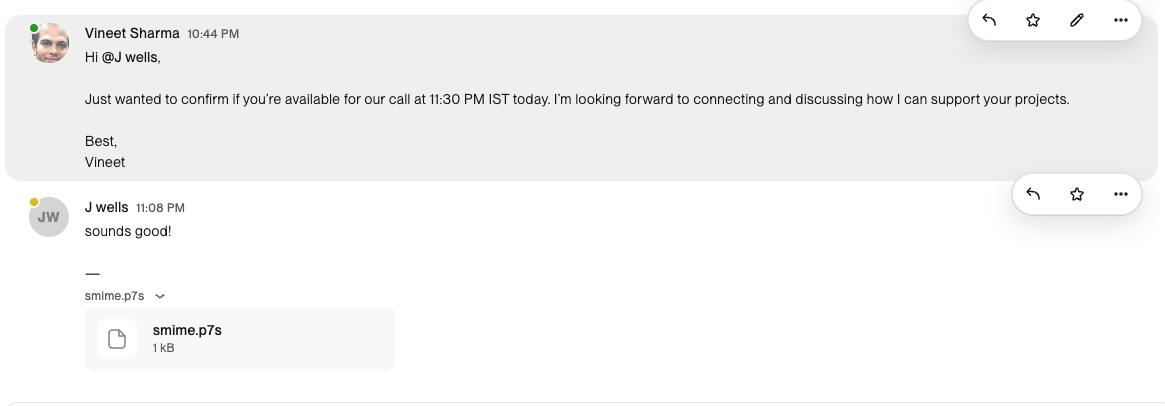 Vineet Sharma 10:44 PM
Hi @J wells,
Just wanted to confirm if you're available for our call at 11:30 PM IST today. I'm looking forward to connecting and discussing how I can support your projects.
Best,
Vineet
JW
J wells 11:08 PM
sounds good!
—
smime.p7s
smime.p7s
1 kB